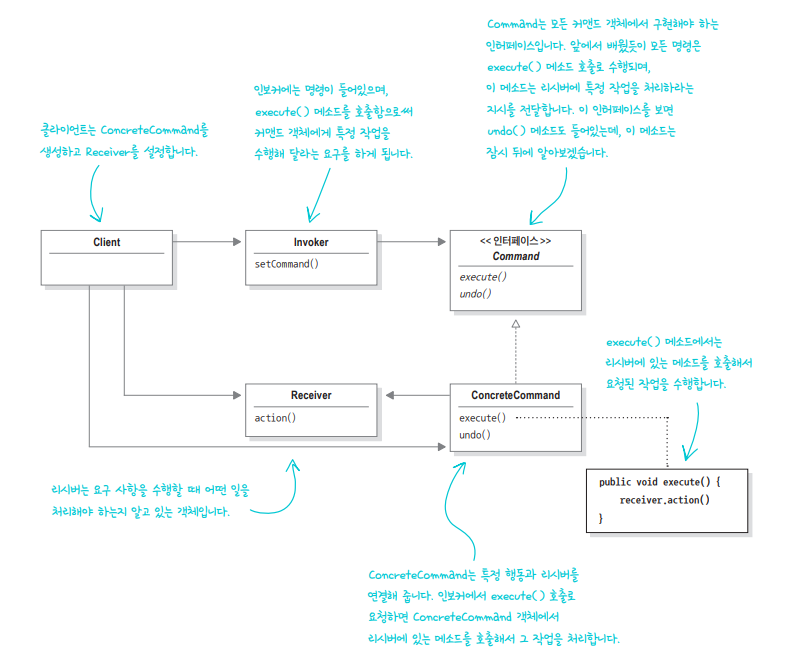 Command는 모든 커맨드 객체에서 구현해야 하는
인터페이스입니다. 앞에서 배웠듯이 모든 명령은
execute() 메소드 호출로 수행되며,
이 메소드는 리시버에 특정 작업을 처리하라는
지시를 전달합니다. 이 인터페이스를 보면
undo() 메소드도 들어있는데, 이 메소드는
잠시 뒤에 알아보겠습니다.
인보커에는 명령이 들어있으며,
execute() 메소드를 호출함으로써
커맨드 객체에게 특정 작업을
수행해 달라는 요구를 하게 됩니다.
클라이언트는 ConcreteCommand를
생성하고 Receiver를 설정합니다.
Client
Invoker
setCommand()
<< 인터페이스 >>
Command
execute()
undo()
execute() 메소드에서는
리시버에 있는 메소드를 호출해서
요청된 작업을 수행합니다.
Receiver
action()
ConcreteCommand
execute()
undo()
public void execute() {
receiver.action()
}
리시버는 요구 사항을 수행할 때 어떤 일을
처리해야 하는지 알고 있는 객체입니다.
ConcreteCommand는 특정 행동과 리시버를
연결해 줍니다. 인보커에서 execute() 호출로
요청하면 ConcreteCommand 객체에서
리시버에 있는 메소드를 호출해서 그 작업을 처리합니다.